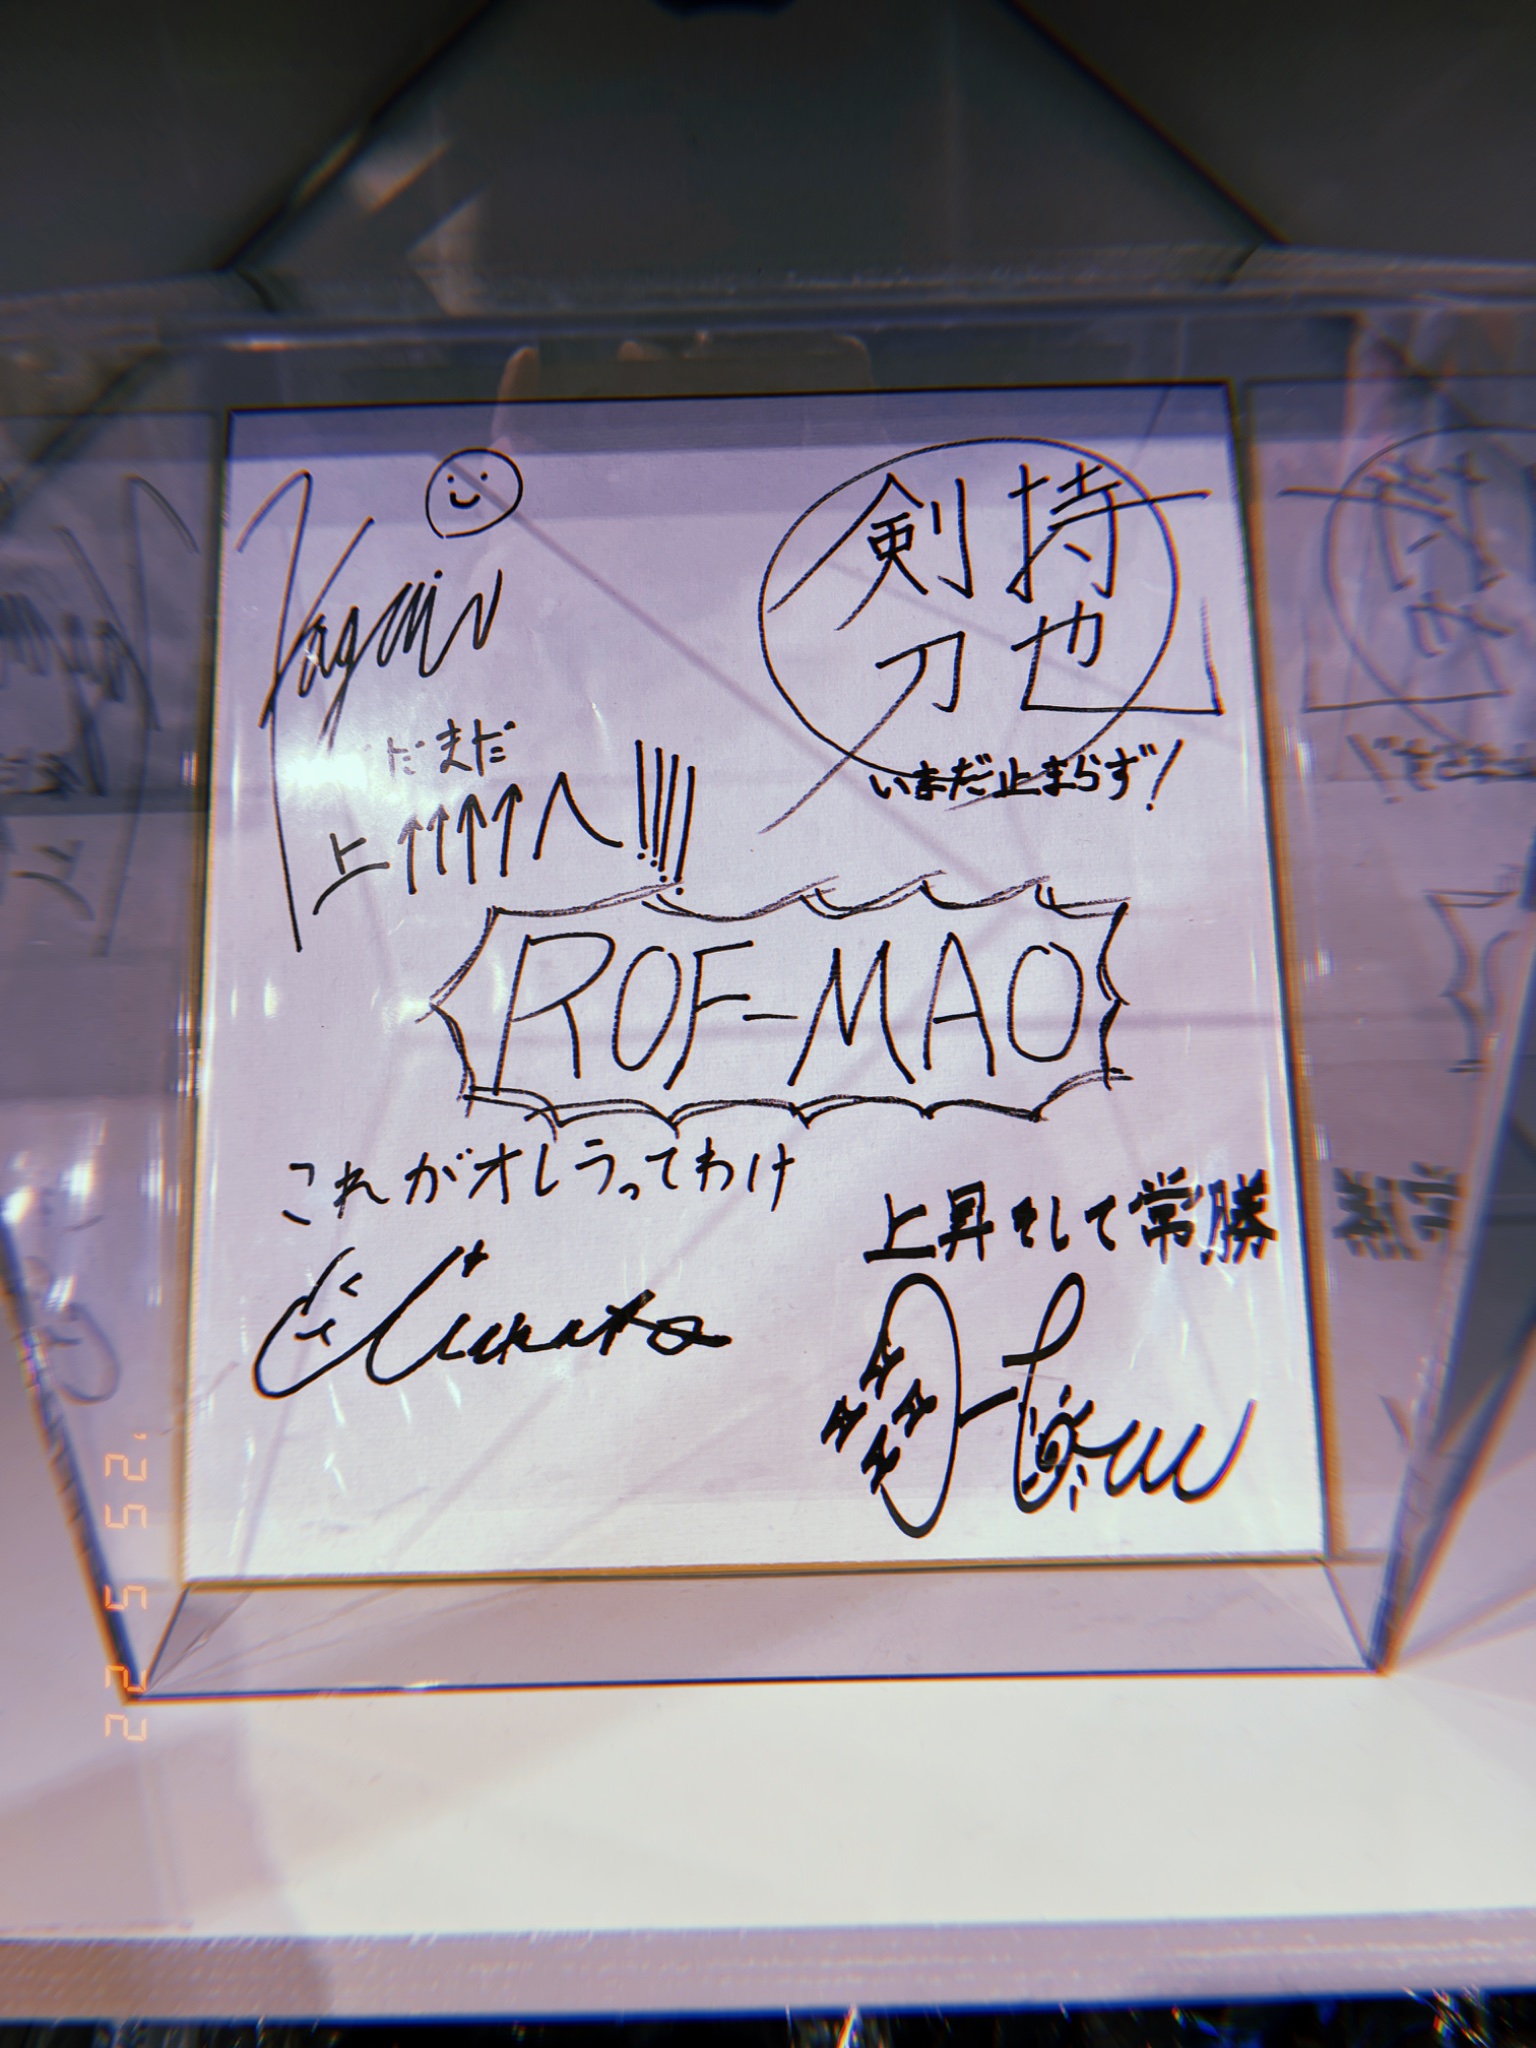 Kagami
剣持
刀也
だまだ
上↑↑↑↑へ!!!!
いまだ止まらず!
ROF-MAO
これがオレらってわけ
上昇そして常勝
'25 5 22